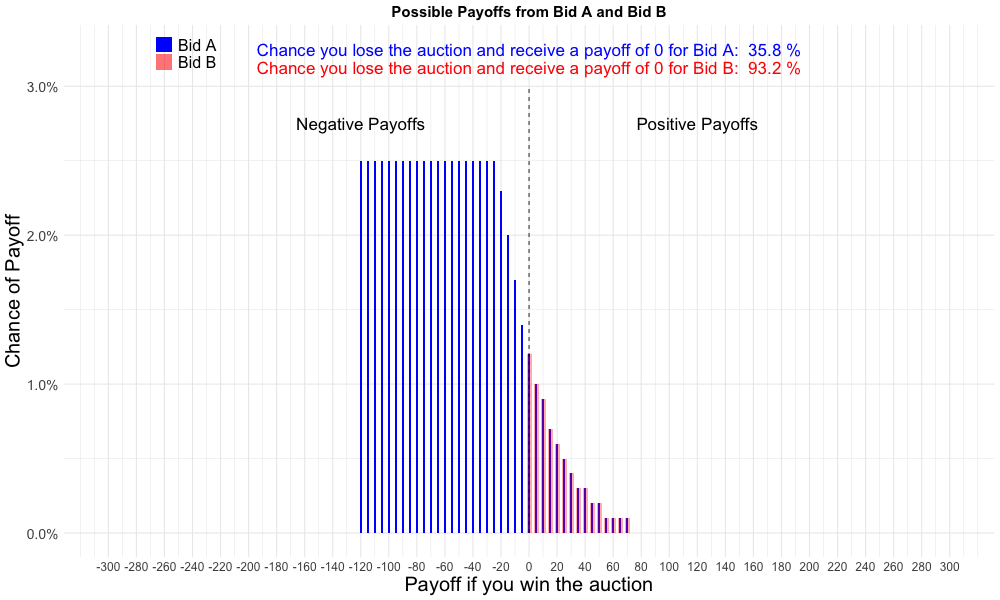 Possible Payoffs from Bid A and Bid B
Bid A
Bid B
Chance you lose the auction and receive a payoff of 0 for Bid A: 35.8 %
Chance you lose the auction and receive a payoff of 0 for Bid B: 93.2 %
Negative Payoffs
Positive Payoffs
Chance of Payoff
3.0%
2.0%
1.0%
0.0%
-300 -280 -260 -240 -220 -200 -180 -160 -140 -120 -100 -80 -60 -40 -20 0 20 40 60 80 100 120 140 160 180 200 220 240 260 280 300
Payoff if you win the auction